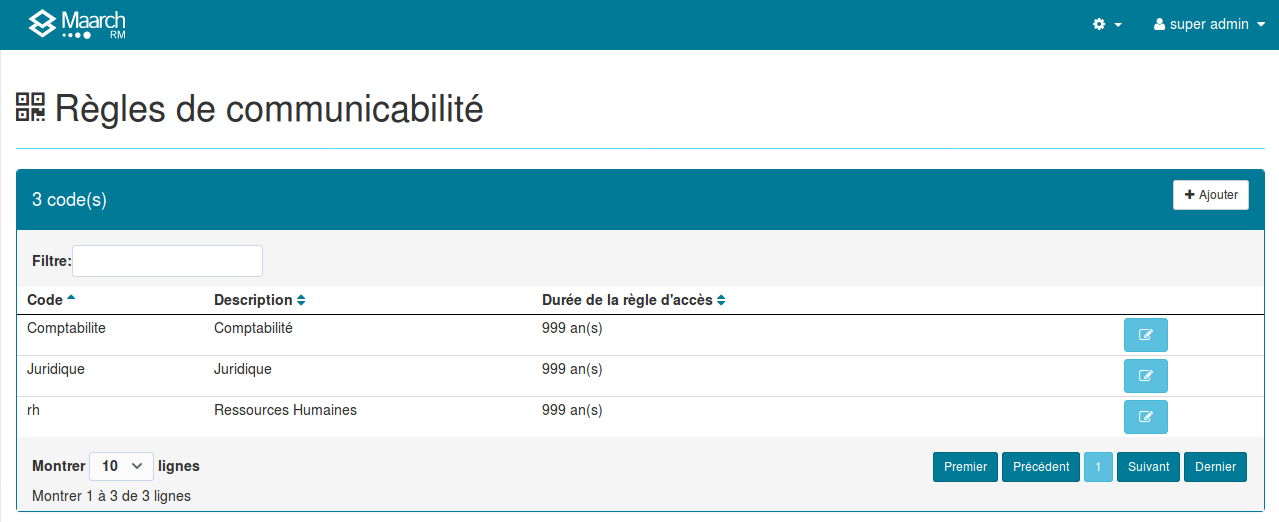 Maarch
RM
super admin
Règles de communicabilité
3 code(s)
Ajouter
Filtre:
Code Description Durée de la règle d'accès
Comptabilite Comptabilité 999 an(s)
Juridique Juridique 999 an(s)
rh Ressources Humaines 999 an(s)
Montrer 10 lignes Premier Précédent 1 Suivant Dernier
Montrer 1 à 3 de 3 lignes